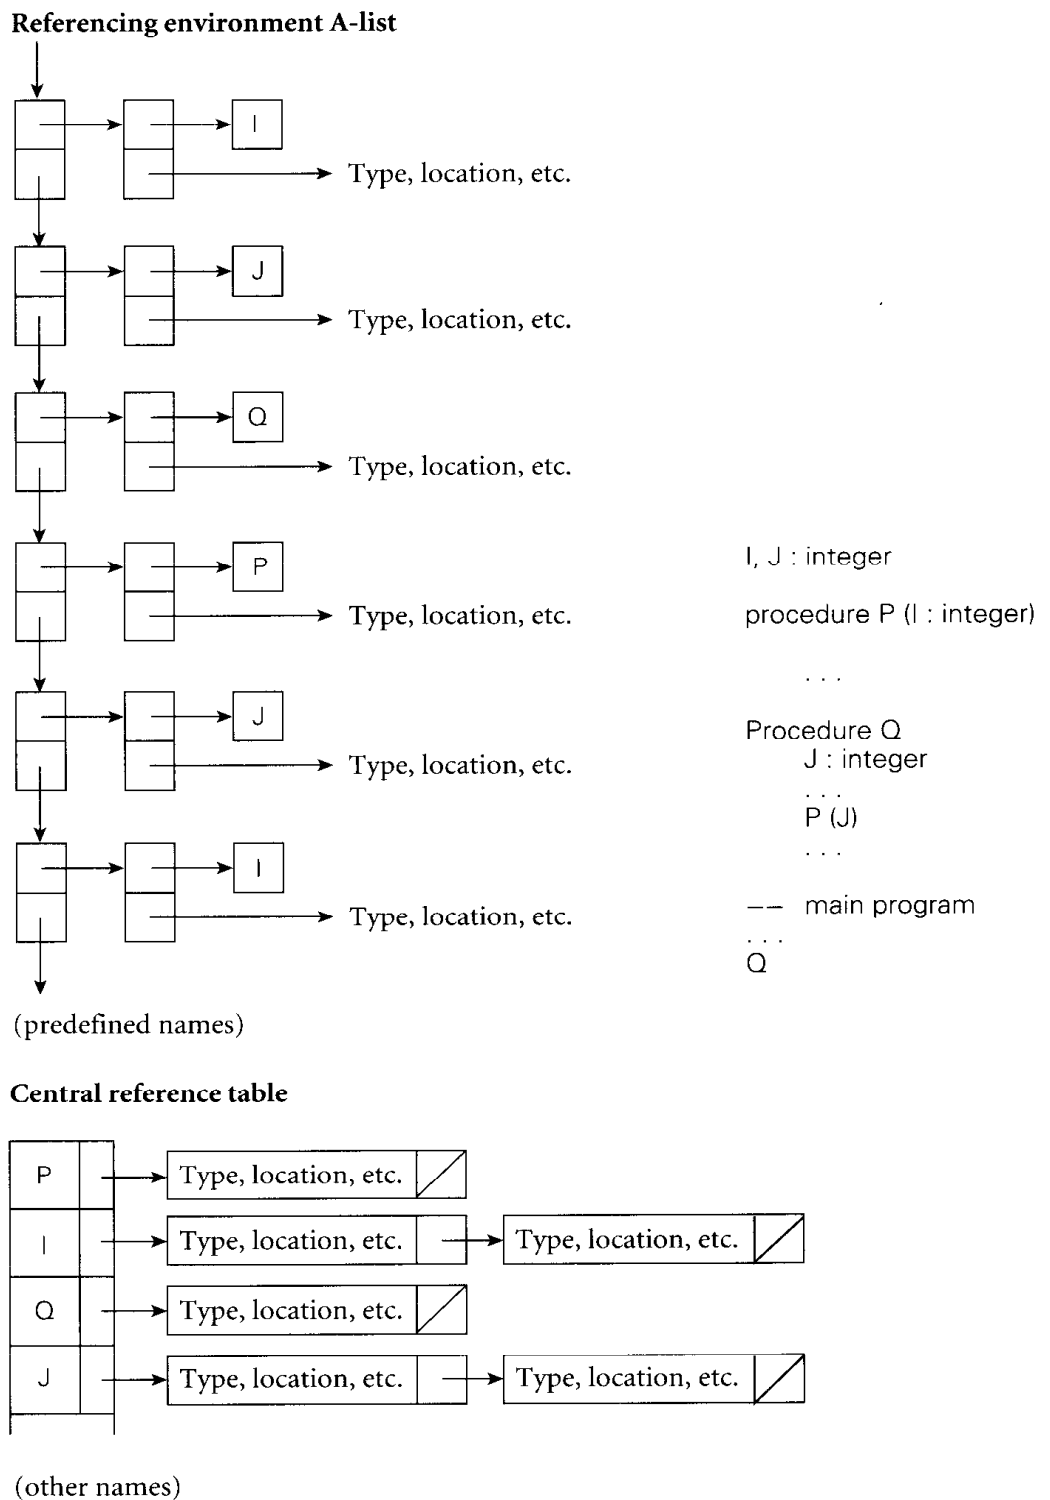 Referencing environment A-list
I
Type, location, etc.
J
Type, location, etc.
Q
Type, location, etc.
P
Type, location, etc.
J
Type, location, etc.
I
Type, location, etc.
(predefined names)
I, J : integer
procedure P (I : integer)
. . .
Procedure Q
J : integer
. . .
P (J)
. . .
–– main program
. . .
Q
Central reference table
P Type, location, etc.
I Type, location, etc. Type, location, etc.
Q Type, location, etc.
J Type, location, etc. Type, location, etc.
(other names)